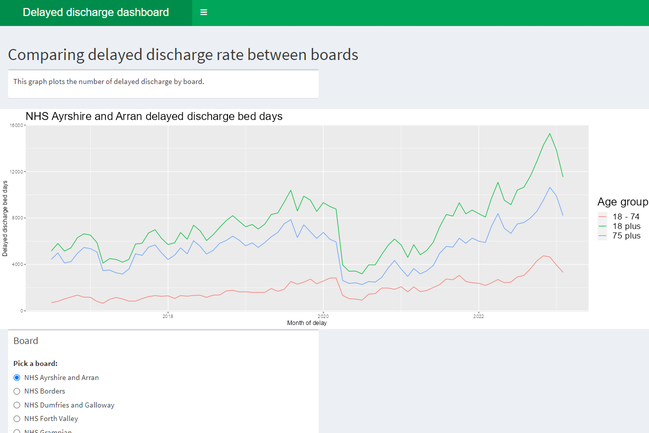 Delayed discharge dashboard
Comparing delayed discharge rate between boards
This graph plots the number of delayed discharge by board.
NHS Ayrshire and Arran delayed discharge bed days
16000
12000
8000
4000
0
Delayed discharge bed days
2018
2020
2022
Month of delay
Age group
18 - 74
18 plus
75 plus
Board
Pick a board:
NHS Ayrshire and Arran
NHS Borders
NHS Dumfries and Galloway
NHS Forth Valley
NHS Grampian